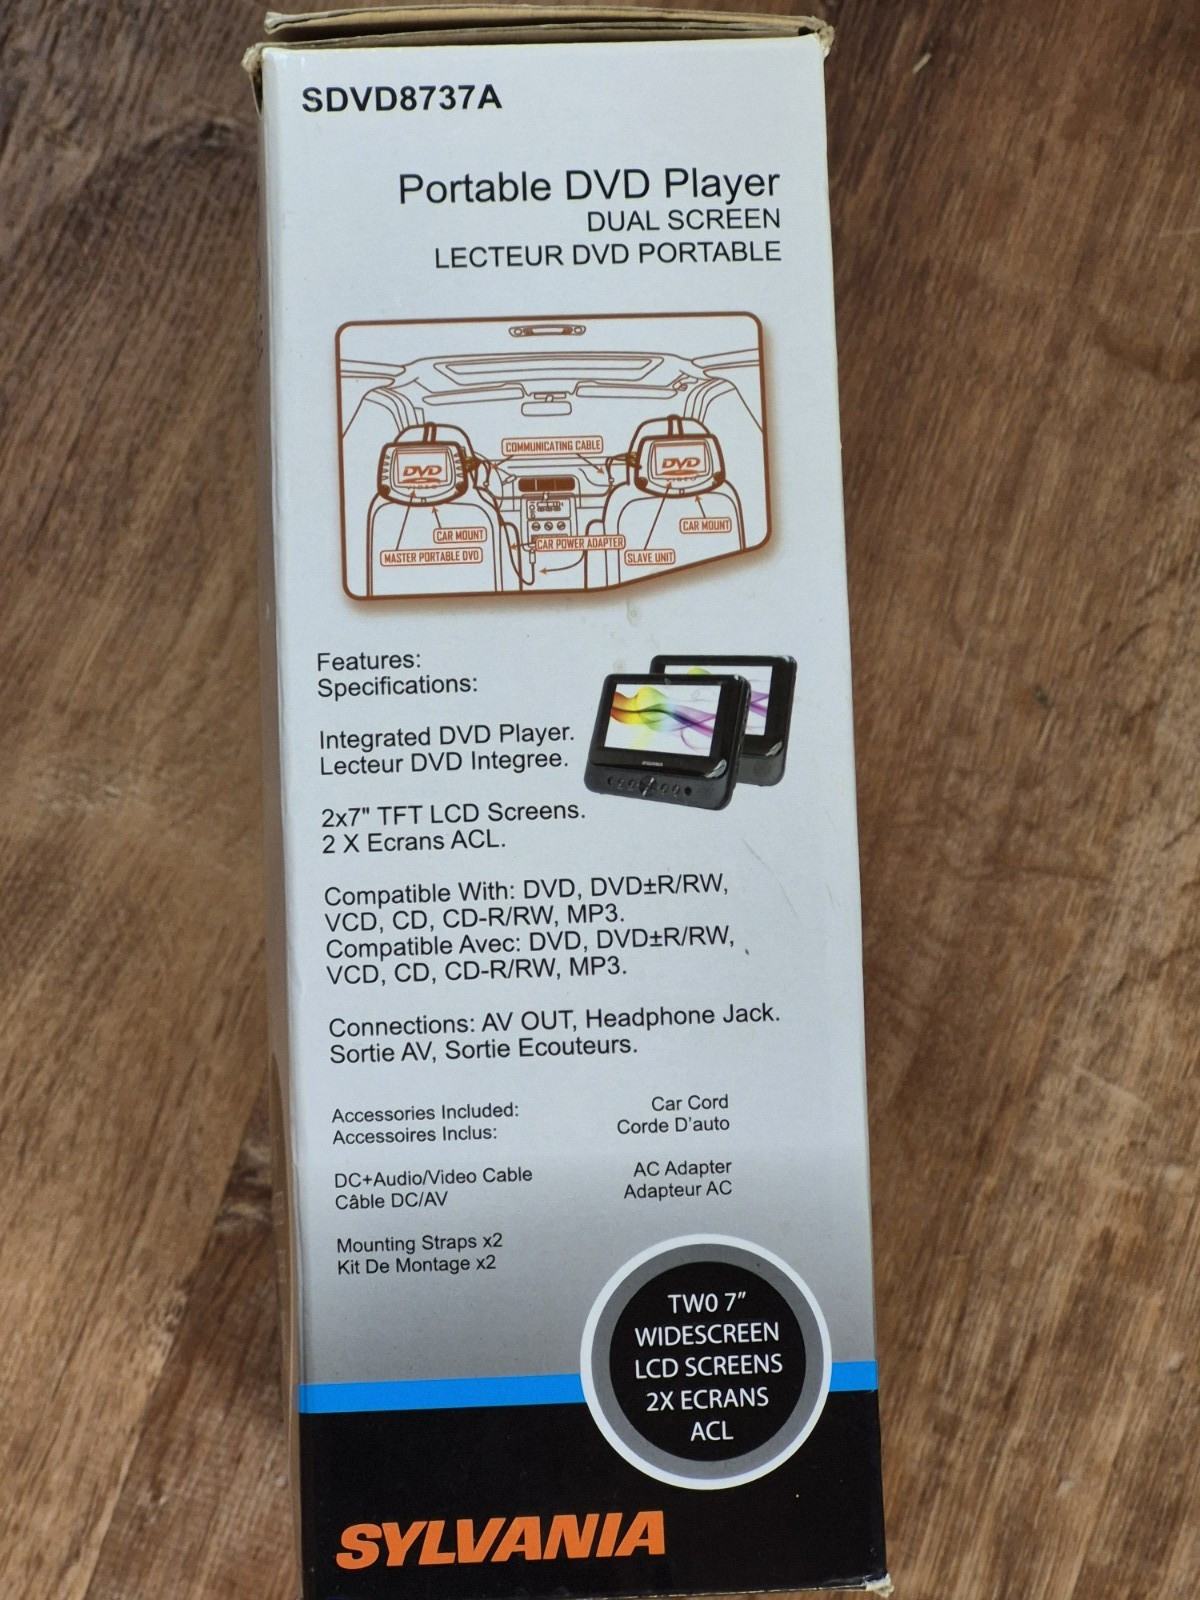 SDVD8737A
Portable DVD Player
DUAL SCREEN
LECTEUR DVD PORTABLE
COMMUNICATING CABLE
DVD
VIDEO
DVD
VIDEO
CAR MOUNT
CAR MOUNT
MASTER PORTABLE DVD
CAR POWER ADAPTER
SLAVE UNIT
Features:
Specifications:
Integrated DVD Player.
Lecteur DVD Integree.
SYLVANIA
2x7" TFT LCD Screens.
2 X Ecrans ACL.
Compatible With: DVD, DVD±R/RW,
VCD, CD, CD-R/RW, MP3.
Compatible Avec: DVD, DVD±R/RW,
VCD, CD, CD-R/RW, MP3.
Connections: AV OUT, Headphone Jack.
Sortie AV, Sortie Ecouteurs.
Accessories Included:
Accessoires Inclus:
Car Cord
Corde D'auto
DC+Audio/Video Cable
Câble DC/AV
AC Adapter
Adapteur AC
Mounting Straps x2
Kit De Montage x2
TWO 7"
WIDESCREEN
LCD SCREENS
2X ECRANS
ACL
SYLVANIA